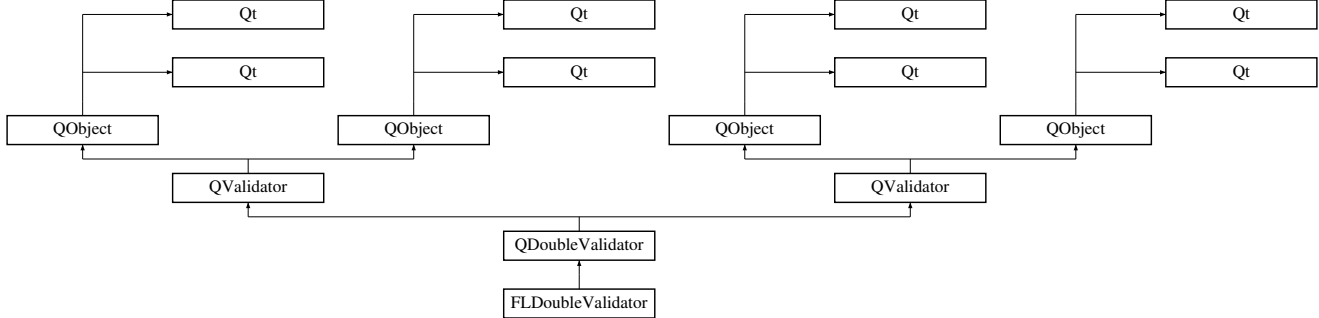 Qt Qt Qt Qt
Qt Qt Qt Qt
QObject QObject QObject QObject
QValidator QValidator
QDoubleValidator
FLDoubleValidator